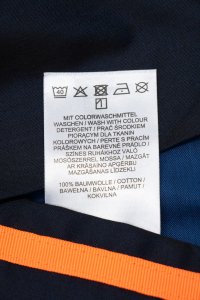 40
1
MIT COLORWASCHMITTEL
WASCHEN / WASH WITH COLOUR
DETERGENT / PRAĆ ŚRODKIEM
PIORĄCYM DLA TKANIN
KOLOROWYCH / PERTE S PRACÍM
PRÁŠKEM NA BAREVNÉ PRÁDLO /
SZÍNES RUHÁKHOZ VALÓ
MOSÓSZERREL MOSSA / MAZGĀT
AR KRĀSAINO APĢĒRBU
MAZGĀŠANAS LĪDZEKLI
100% BAUMWOLLE / COTTON /
BAWEŁNA / BAVLNA / PAMUT /
KOKVILNA